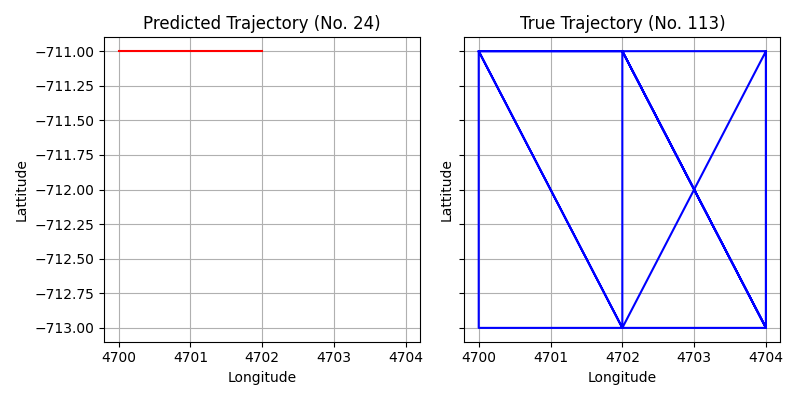 Predicted Trajectory (No. 24)
True Trajectory (No. 113)
−711.00
−711.25
−711.50
−711.75
−712.00
−712.25
−712.50
−712.75
−713.00
Lattitude
Lattitude
4700 4701 4702 4703 4704
4700 4701 4702 4703 4704
Longitude
Longitude